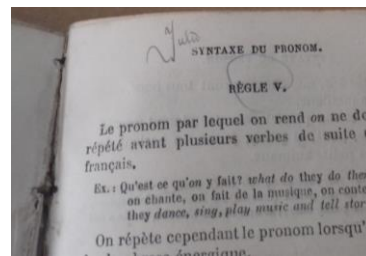 SYNTAXE DU PRONOM.
RÈGLE V.
Le pronom par lequel on rend on ne
répété avant plusieurs verbes de suite
français.
Ex.: Qu'est ce qu'on y fait? what do they do
on chante, on fait de la musique, on
they dance, sing, play music and tell
On répète cependant le pronom lorsqu'